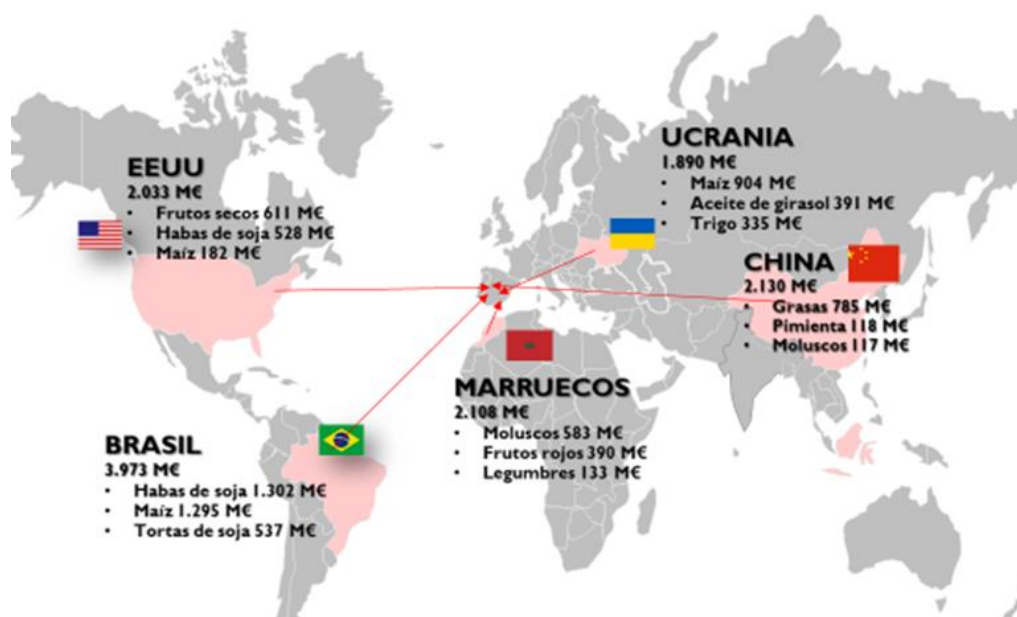 EEUU
2.033 M€
• Frutos secos 611 M€
• Habas de soja 528 M€
• Maíz 182 M€
UCRANIA
1.890 M€
• Maíz 904 M€
• Aceite de girasol 391 M€
• Trigo 335 M€
CHINA
2.130 M€
• Grasas 785 M€
• Pimienta 118 M€
• Moluscos 117 M€
MARRUECOS
2.108 M€
• Moluscos 583 M€
• Frutos rojos 390 M€
• Legumbres 133 M€
BRASIL
3.973 M€
• Habas de soja 1.302 M€
• Maíz 1.295 M€
• Tortas de soja 537 M€